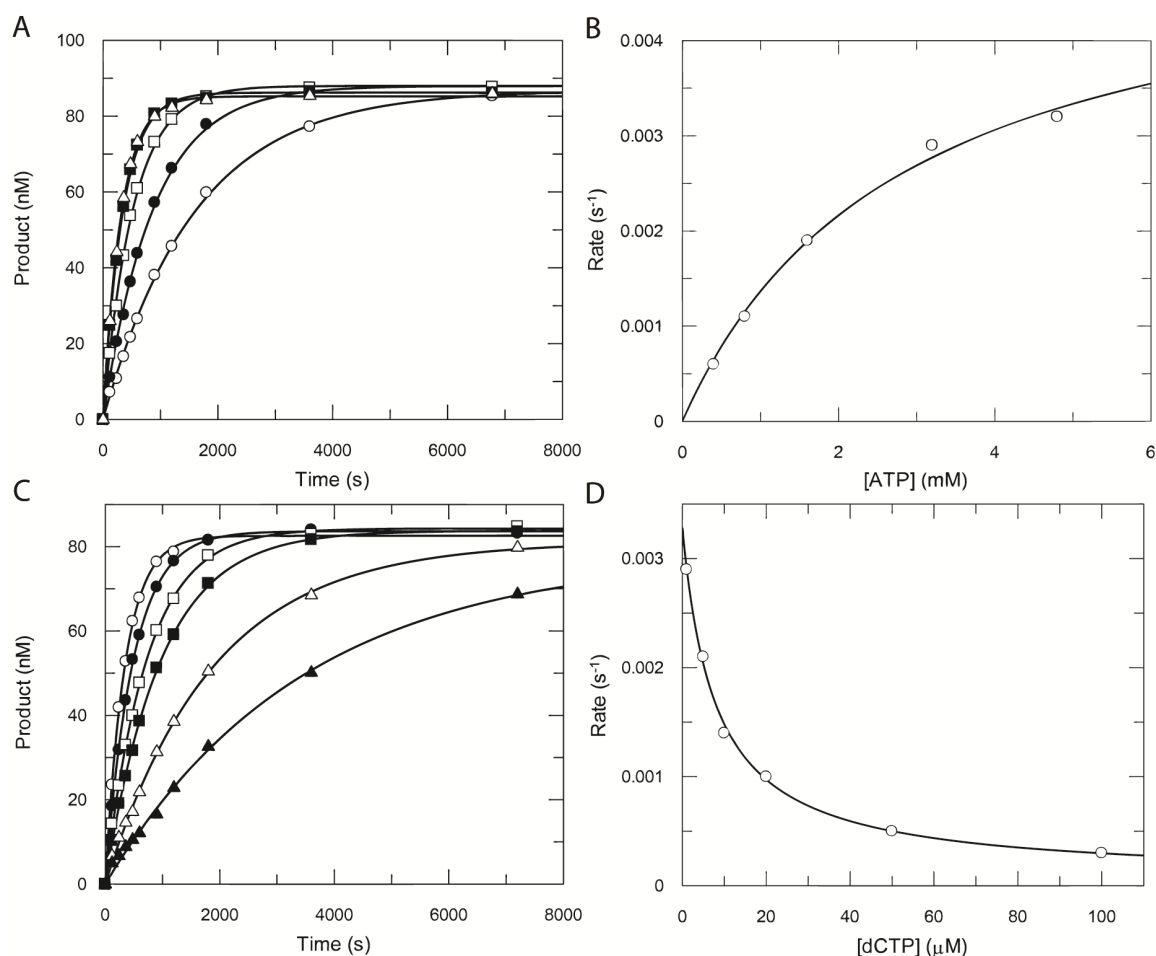 A
B
100
80
60
40
20
0
Product (nM)
0 2000 4000 6000 8000
Time (s)
0.004
0.003
0.002
0.001
0
Rate (s⁻¹)
0 2 4 6
[ATP] (mM)
C
D
80
60
40
20
0
Product (nM)
0 2000 4000 6000 8000
Time (s)
0.003
0.002
0.001
0
Rate (s⁻¹)
0 20 40 60 80 100
[dCTP] (μM)